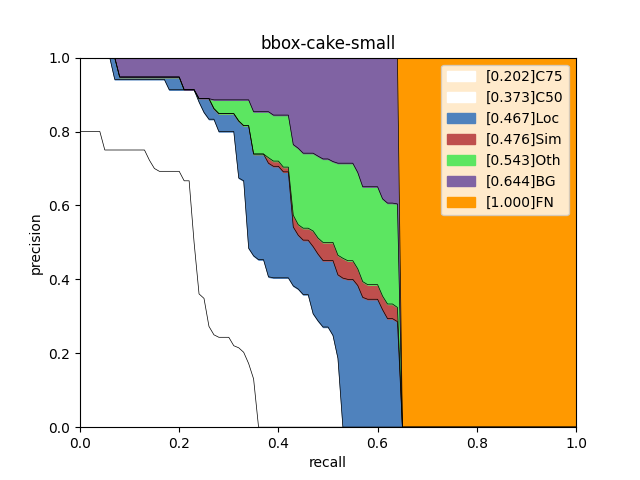 bbox-cake-small
1.0
0.8
0.6
0.4
0.2
0.0
precision
[0.202]C75
[0.373]C50
[0.467]Loc
[0.476]Sim
[0.543]Oth
[0.644]BG
[1.000]FN
0.0 0.2 0.4 0.6 0.8 1.0
recall